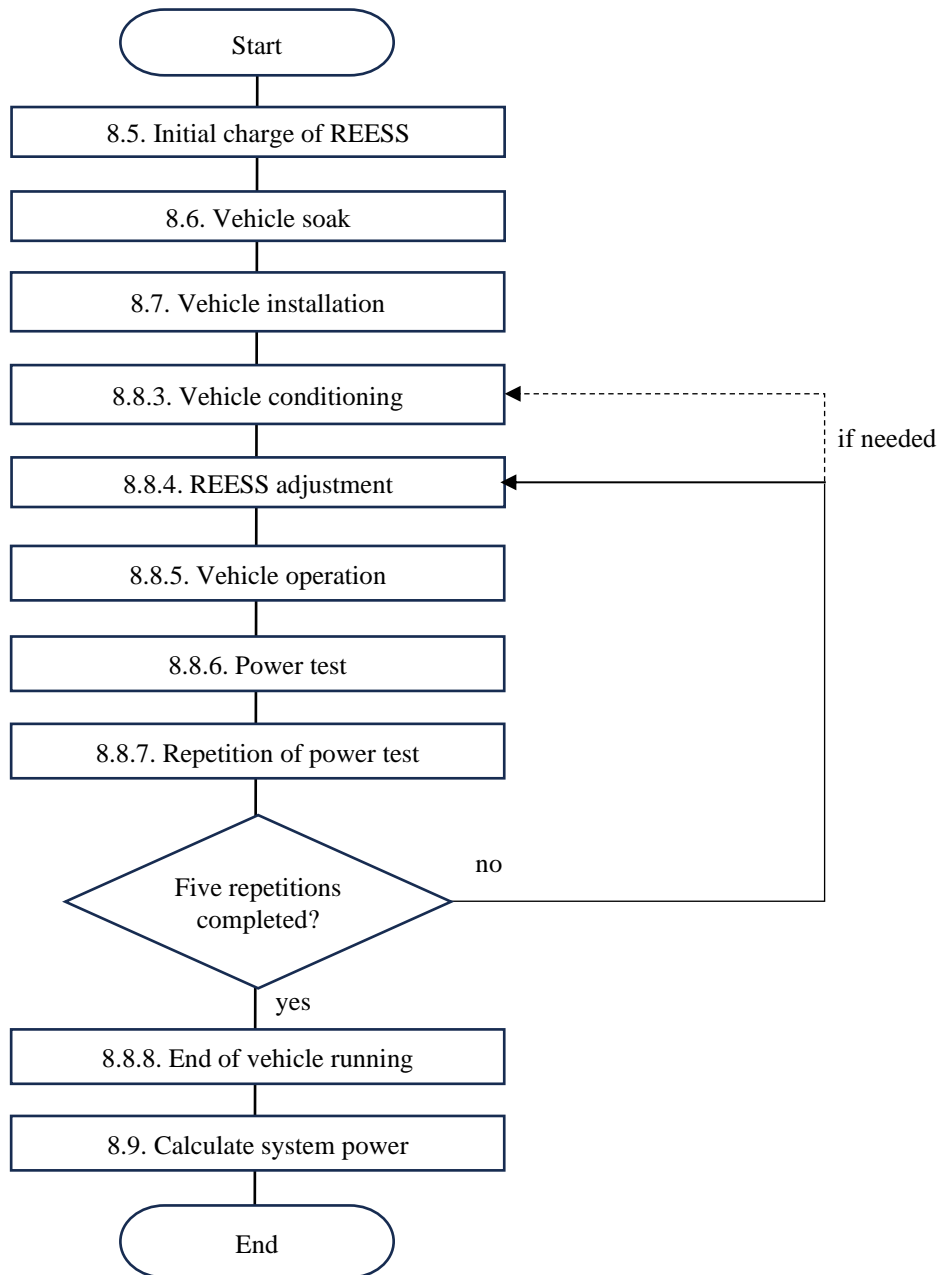 Start
8.5. Initial charge of REESS
8.6. Vehicle soak
8.7. Vehicle installation
8.8.3. Vehicle conditioning
if needed
8.8.4. REESS adjustment
8.8.5. Vehicle operation
8.8.6. Power test
8.8.7. Repetition of power test
no
Five repetitions
completed?
yes
8.8.8. End of vehicle running
8.9. Calculate system power
End